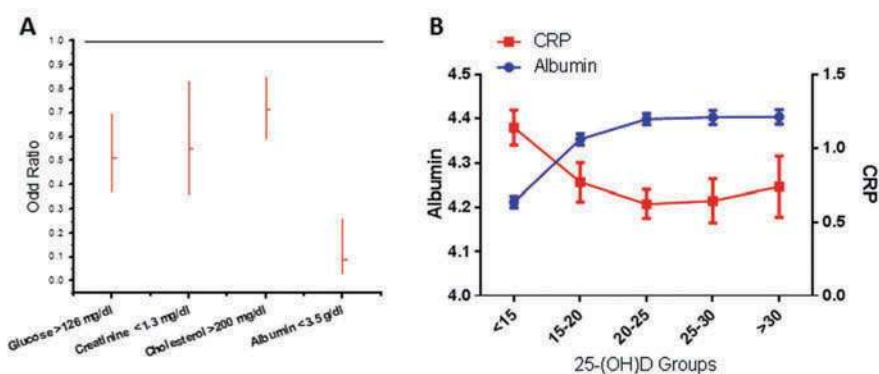 A
Odd Ratio
1.0
0.9
0.8
0.7
0.6
0.5
0.4
0.3
0.2
0.1
0.0
Glucose >126 mg/dl
Creatinine <1.3 mg/dl
Cholesterol >200 mg/dl
Albumin <3.5 g/dl
B
CRP
Albumin
Albumin
4.5
4.4
4.3
4.2
4.1
4.0
1.5
1.0
0.5
0.0
CRP
<15
15-20
20-25
25-30
>30
25-(OH)D Groups